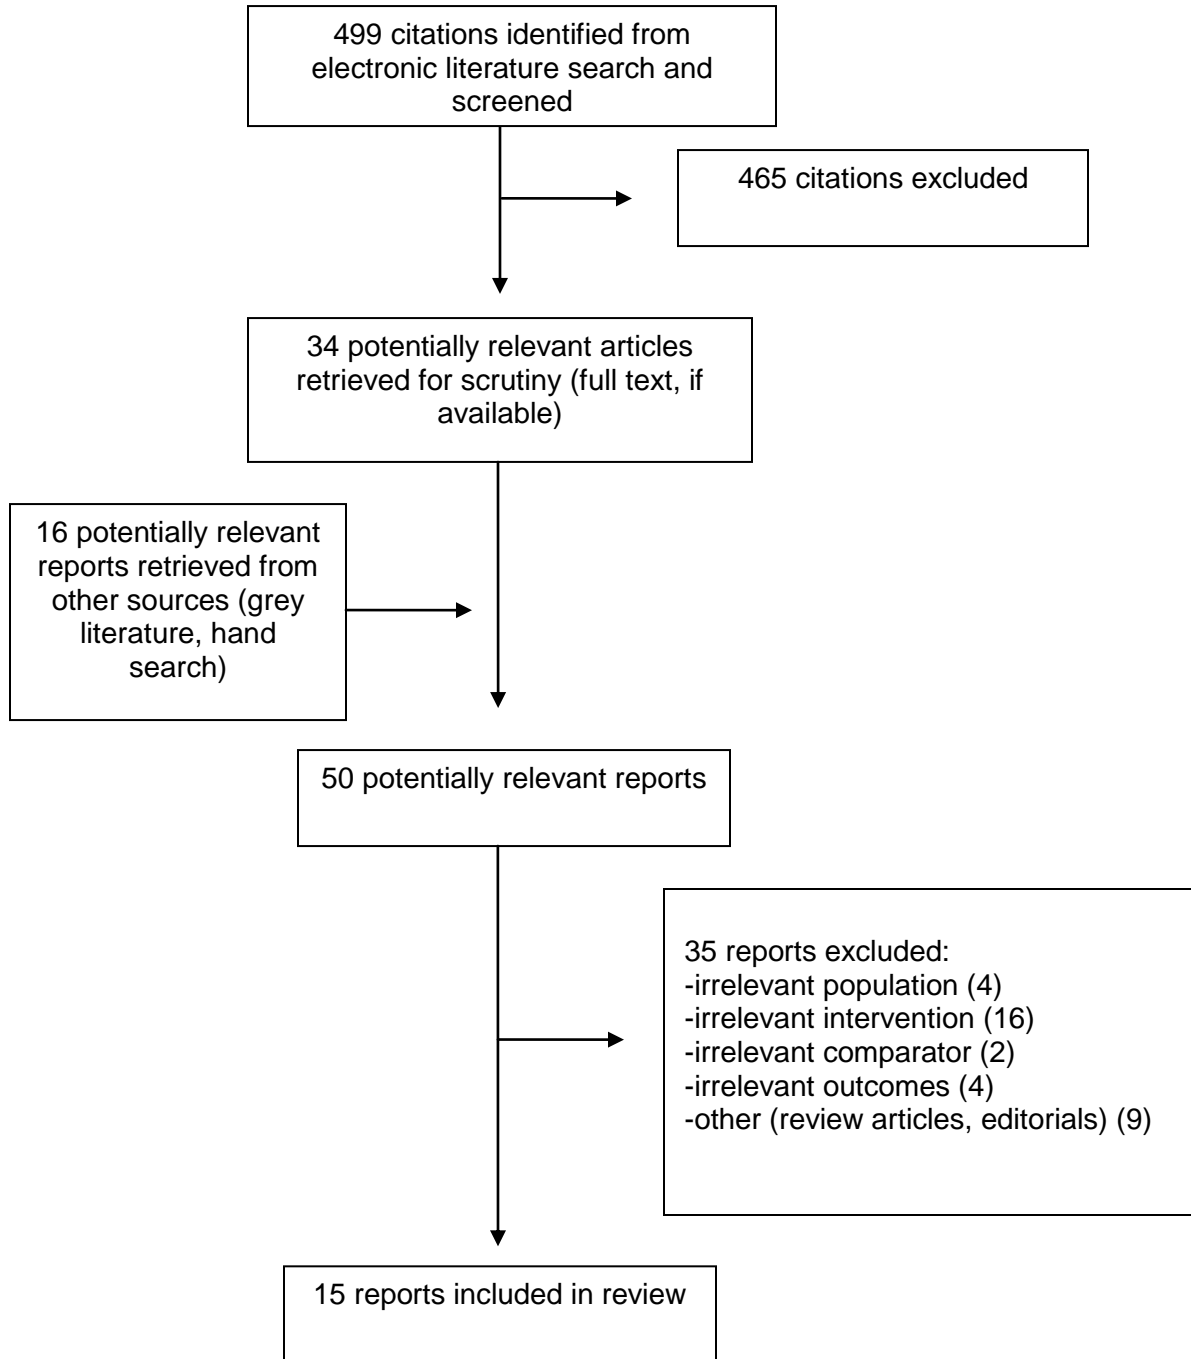 499 citations identified from
electronic literature search and
screened
465 citations excluded
34 potentially relevant articles
retrieved for scrutiny (full text, if
available)
16 potentially relevant
reports retrieved from
other sources (grey
literature, hand
search)
50 potentially relevant reports
35 reports excluded:
-irrelevant population (4)
-irrelevant intervention (16)
-irrelevant comparator (2)
-irrelevant outcomes (4)
-other (review articles, editorials) (9)
15 reports included in review